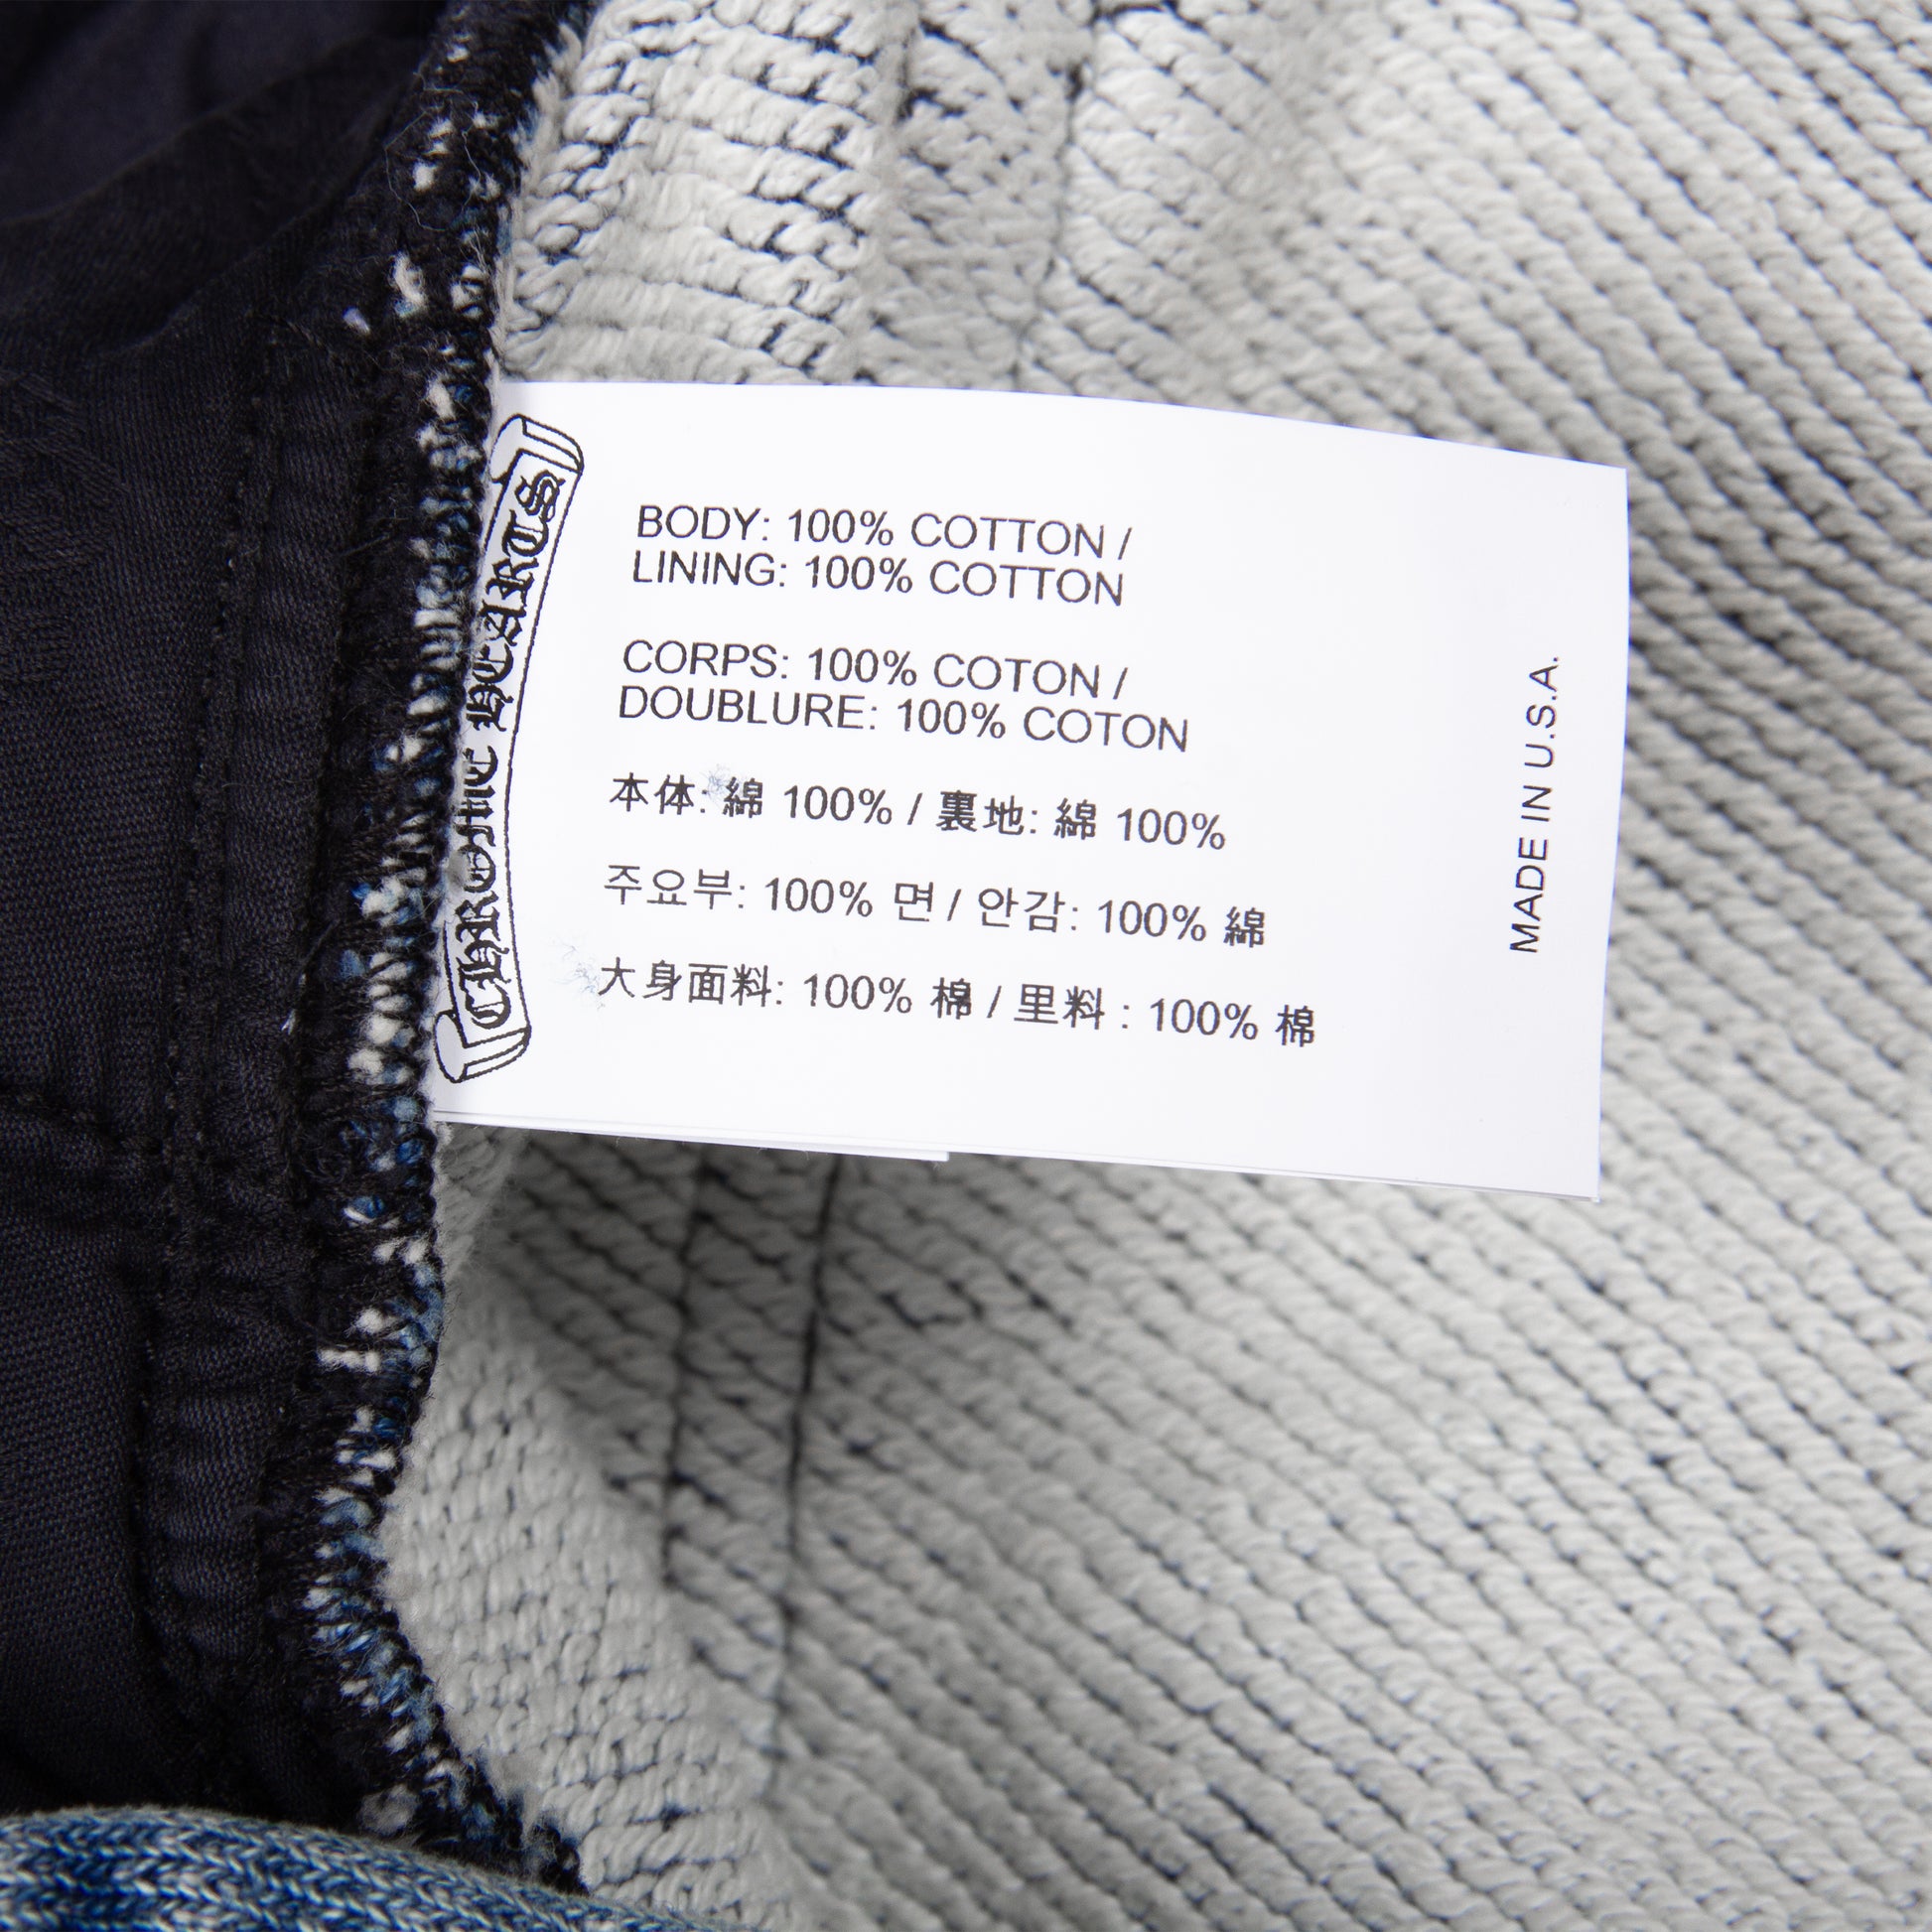 CHROME HEARTS
BODY: 100% COTTON /
LINING: 100% COTTON
CORPS: 100% COTON /
DOUBLURE: 100% COTON
本体: 綿 100% / 裏地: 綿 100%
주요부: 100% 면 / 안감: 100% 綿
大身面料: 100% 棉 / 里料 : 100% 棉
MADE IN U.S.A.